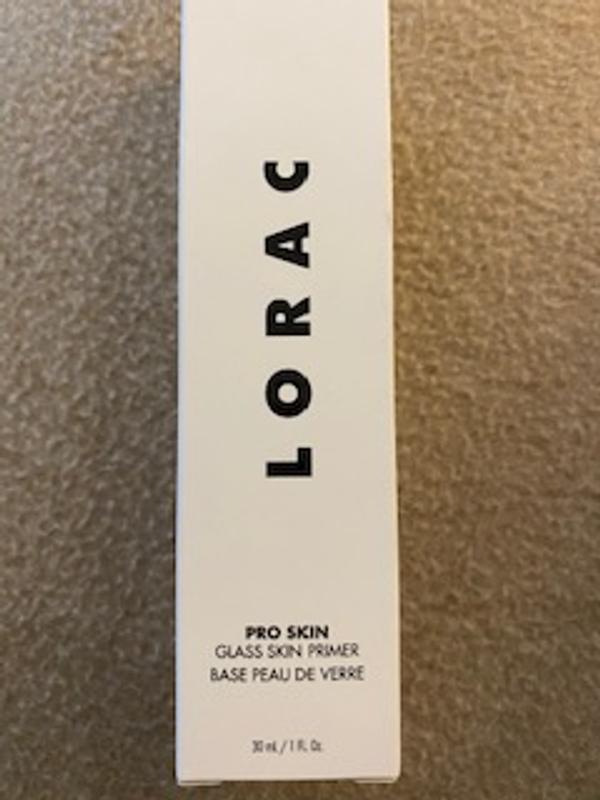 LORAC
PRO SKIN
GLASS SKIN PRIMER
BASE PEAU DE VERRE
30 mL / 1 Fl. Oz.